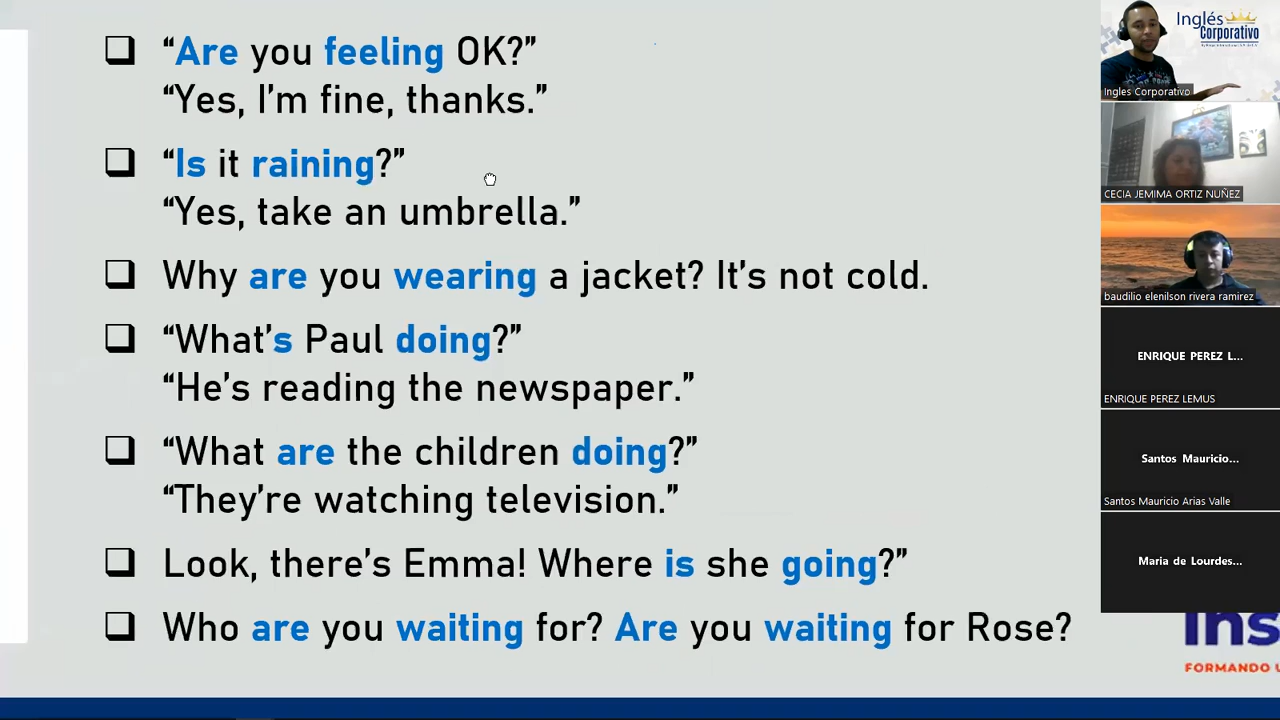 “Are you feeling OK?”
“Yes, I’m fine, thanks.”
“Is it raining?”
“Yes, take an umbrella.”
Why are you wearing a jacket? It’s not cold.
“What’s Paul doing?”
“He’s reading the newspaper.”
“What are the children doing?”
“They’re watching television.”
Look, there’s Emma! Where is she going?”
Who are you waiting for? Are you waiting for Rose?
Inglés
Corporativo
Ingles Corporativo
CECIA JEMIMA ORTIZ NUÑEZ
baudilio elenilson rivera ramirez
ENRIQUE PEREZ L...
ENRIQUE PEREZ LEMUS
Santos Mauricio...
Santos Mauricio Arias Valle
Maria de Lourdes...
Ins
FORMANDO